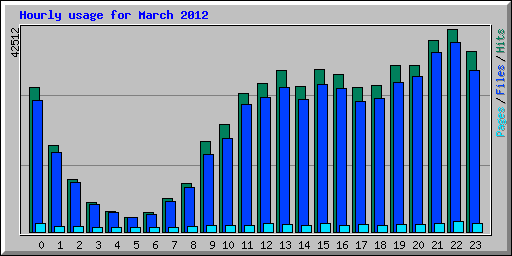 Hourly usage for March 2012
42512
Pages/Files/Hits
0 1 2 3 4 5 6 7 8 9 10 11 12 13 14 15 16 17 18 19 20 21 22 23